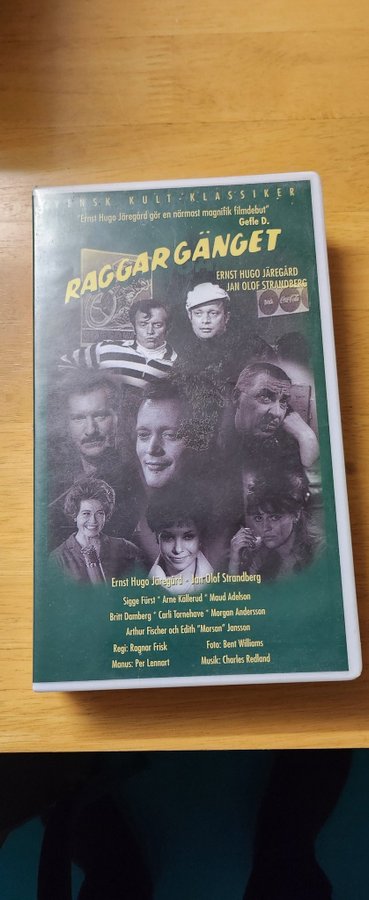 SVENSK KULT-KLASSIKER
"Ernst Hugo Järegård gör en närmast magnifik filmdebut"
Gefle D.
RAGGARGÄNGET
ERNST HUGO JÄREGÅRD
JAN OLOF STRANDBERG
Drick Coca-Cola
Ernst Hugo Järegård - Jan Olof Strandberg
Sigge Fürst * Arne Källerud * Maud Adelson
Britt Damberg * Carli Tornehave * Morgan Andersson
Arthur Fischer och Edith "Morsan" Jansson
Regi: Ragnar Frisk Foto: Bent Williams
Manus: Per Lennart Musik: Charles Redland